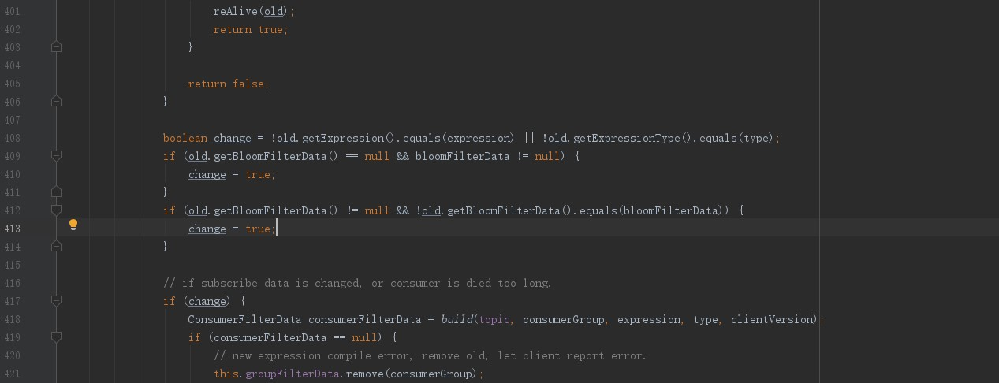 401 reAlive(old);
402 return true;
403 }
404
405 return false;
406 }
407
408 boolean change = !old.getExpression().equals(expression) || !old.getExpressionType().equals(type);
409 if (old.getBloomFilterData() == null && bloomFilterData != null) {
410 change = true;
411 }
412 if (old.getBloomFilterData() != null && !old.getBloomFilterData().equals(bloomFilterData)) {
413 change = true;
414 }
415
416 // if subscribe data is changed, or consumer is died too long.
417 if (change) {
418 ConsumerFilterData consumerFilterData = build(topic, consumerGroup, expression, type, clientVersion);
419 if (consumerFilterData == null) {
420 // new expression compile error, remove old, let client report error.
421 this.groupFilterData.remove(consumerGroup);